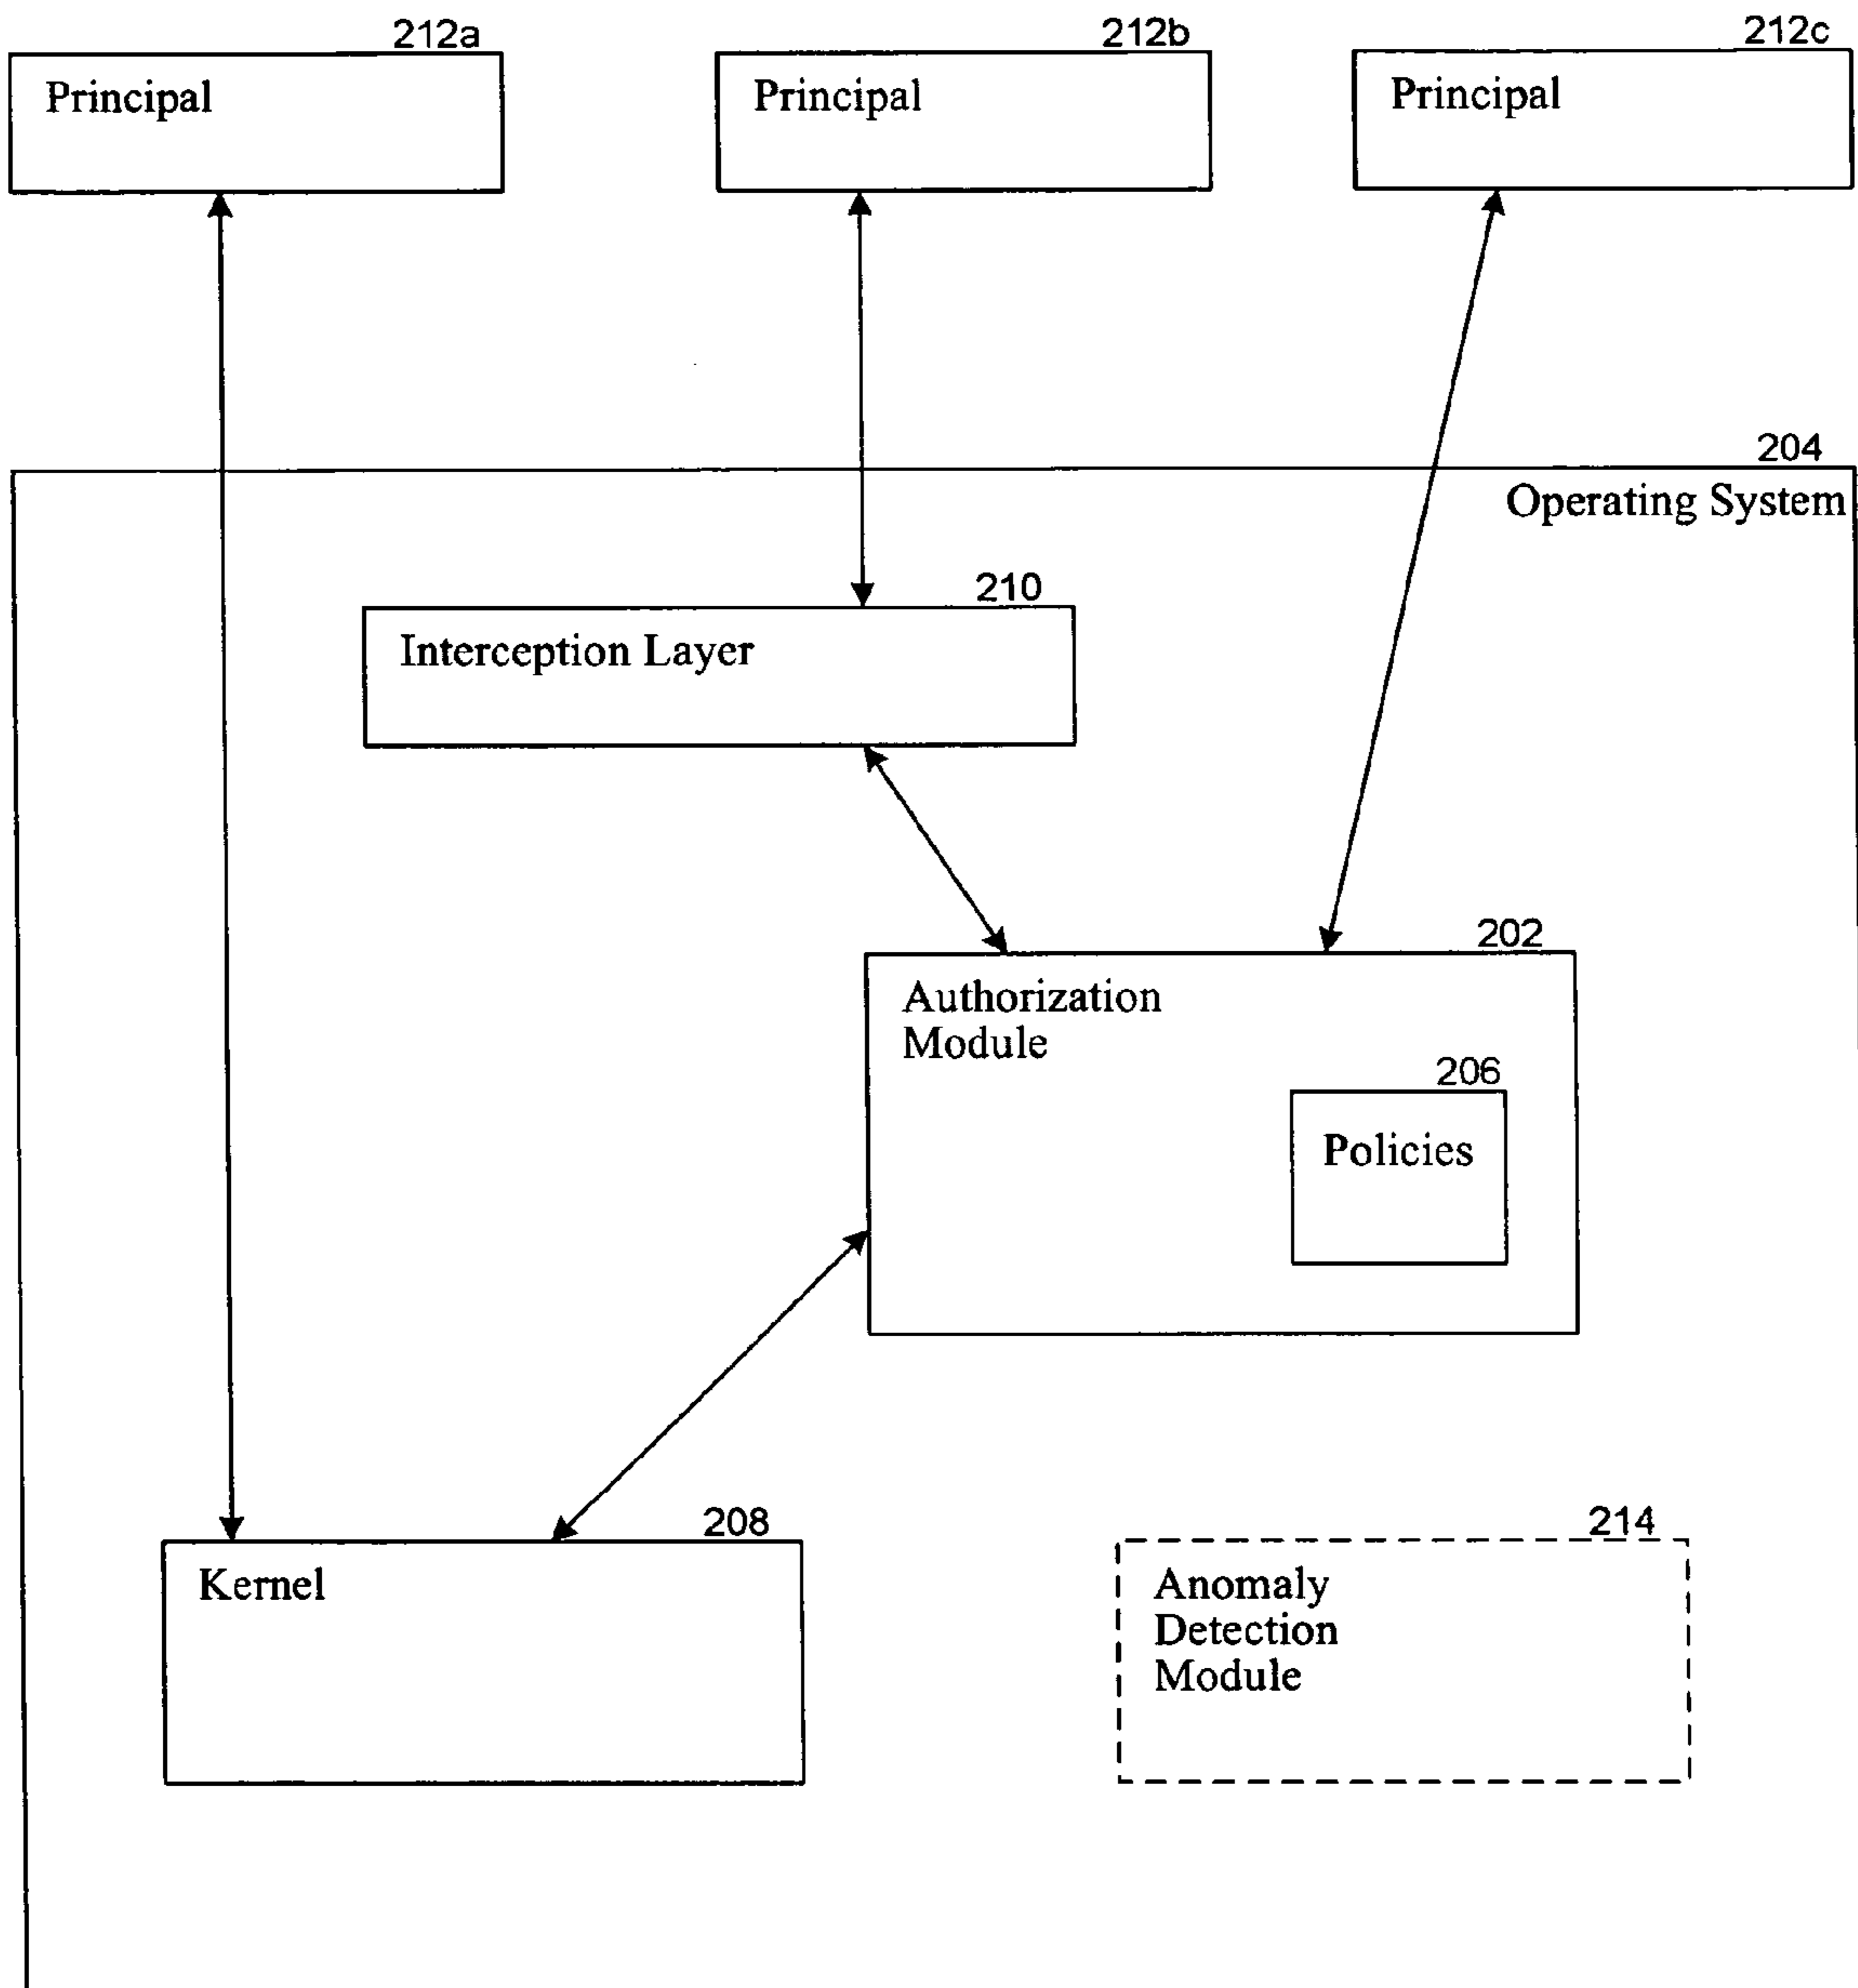 212a
212b
212c
Principal
Principal
Principal
204
Operating System
210
Interception Layer
202
Authorization
Module
206
Policies
208
Kernel
214
Anomaly
Detection
Module